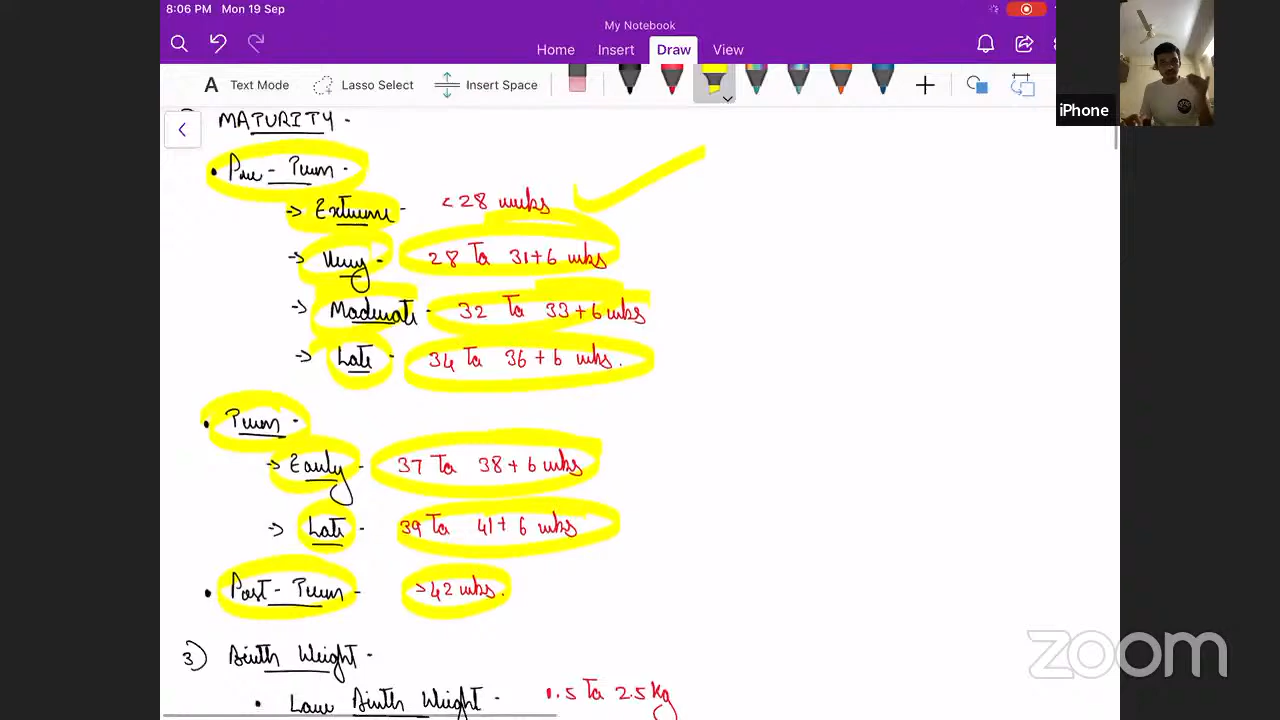 8:06 PM Mon 19 Sep
My Notebook
Home Insert Draw View
Text Mode Lasso Select Insert Space
iPhone
MATURITY -
• Pre-Term -
→ Extreme - <28 weeks
→ Very - 28 To 31+6 wks
→ Moderate - 32 To 33+6 wks
→ Late - 34 To 36+6 wks.
• Term -
→ Early - 37 To 38+6 wks
→ Late - 39 To 41+6 wks
• Post-Term - >42 wks.
zoom
3) Birth Weight -
• Low Birth Weight - 1.5 To 2.5 kg